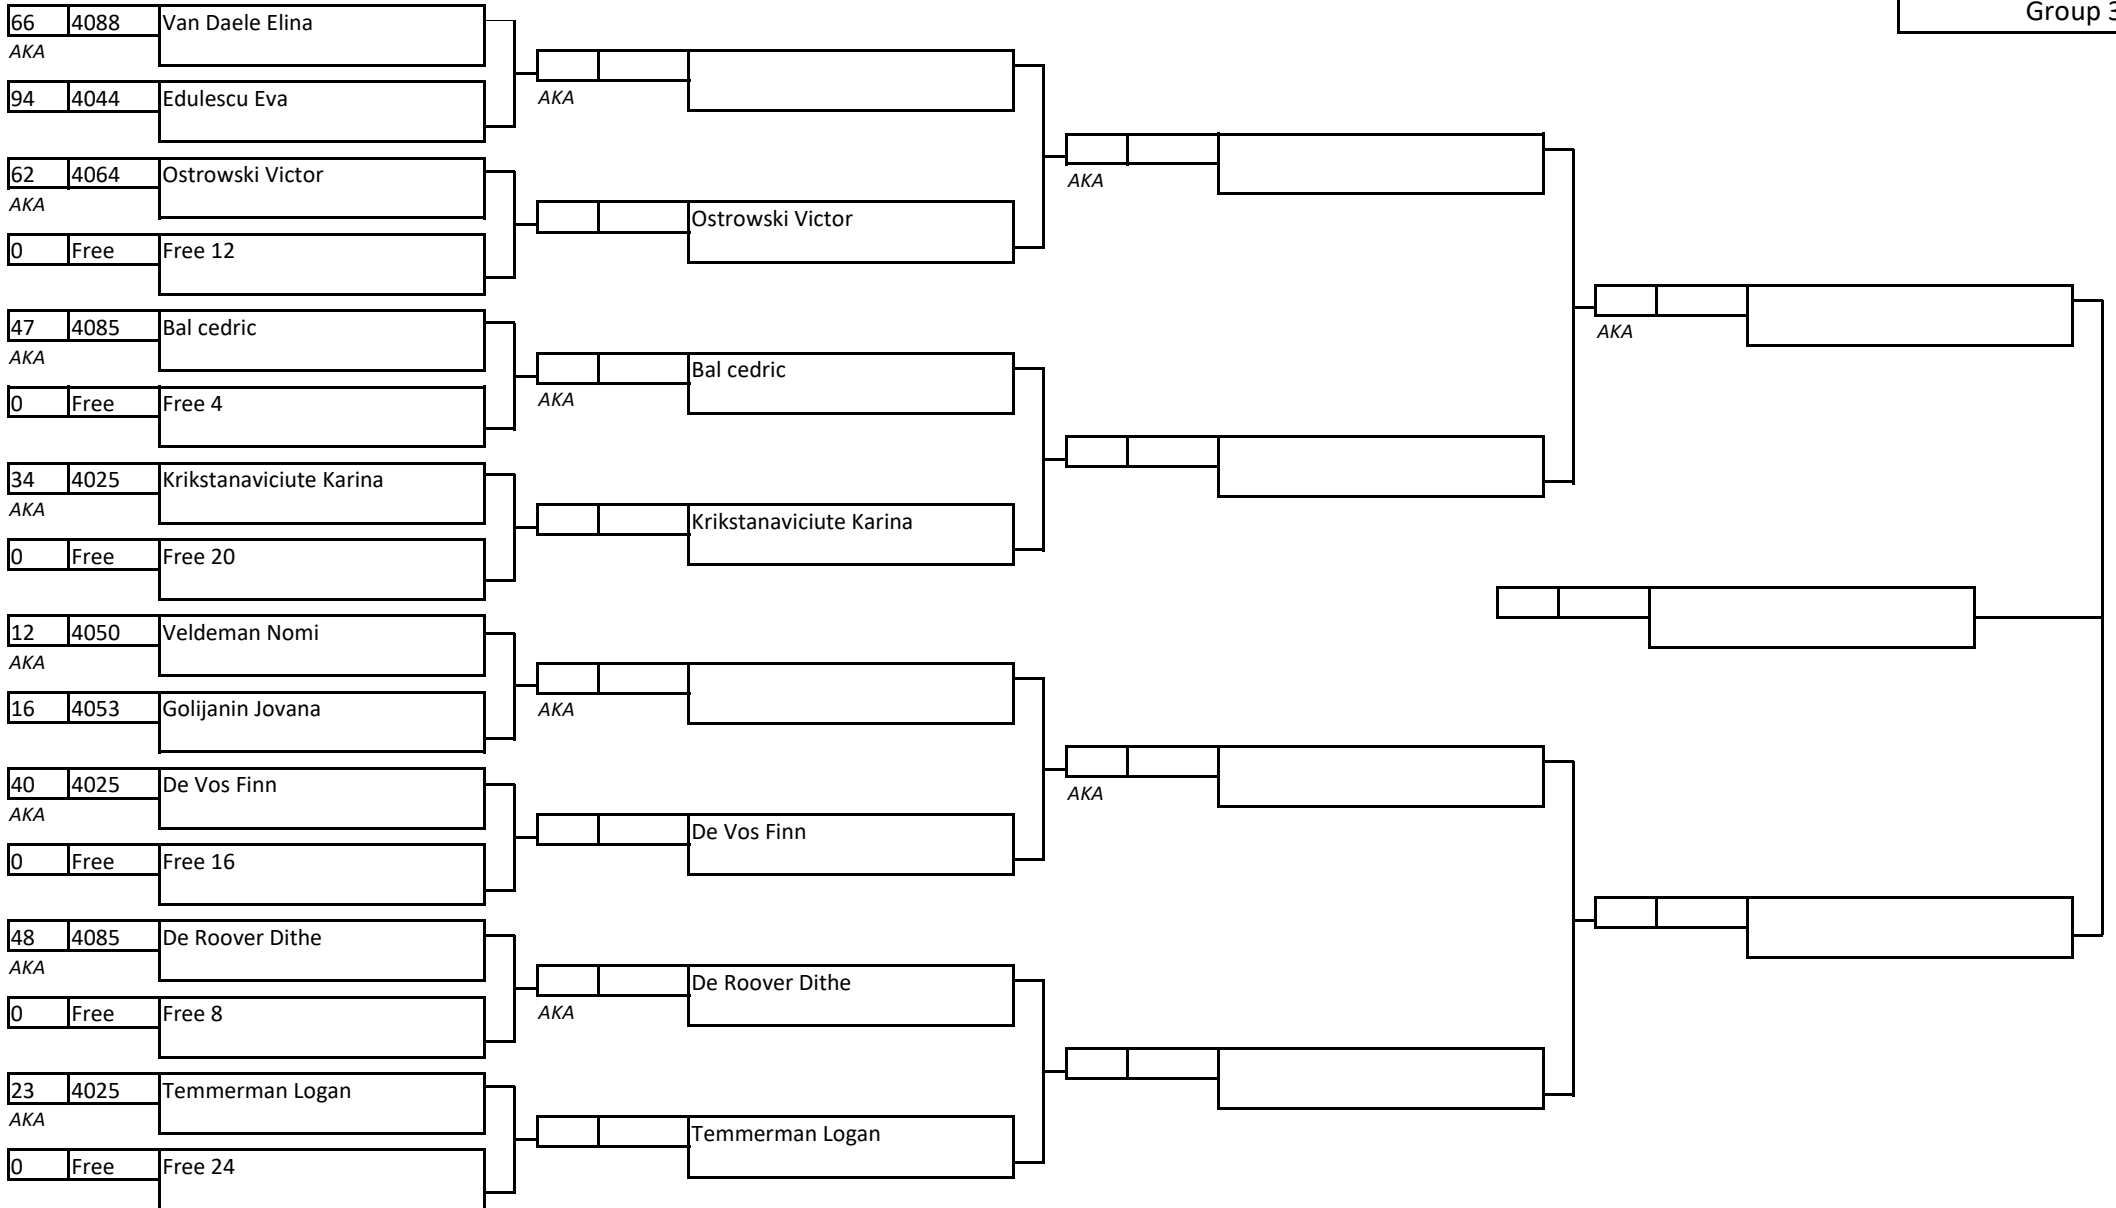 Group 3
66 4088 Van Daele Elina
AKA
94 4044 Edulescu Eva
AKA
62 4064 Ostrowski Victor
AKA
AKA
Ostrowski Victor
0 Free Free 12
47 4085 Bal cedric
AKA
AKA
Bal cedric
AKA
0 Free Free 4
34 4025 Krikstanaviciute Karina
AKA
Krikstanaviciute Karina
0 Free Free 20
12 4050 Veldeman Nomi
AKA
16 4053 Golijanin Jovana
AKA
40 4025 De Vos Finn
AKA
AKA
De Vos Finn
0 Free Free 16
48 4085 De Roover Dithe
AKA
De Roover Dithe
0 Free Free 8
AKA
23 4025 Temmerman Logan
AKA
Temmerman Logan
0 Free Free 24